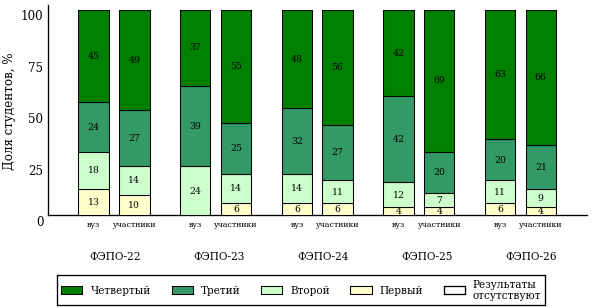 Доля студентов, %
100
75
50
25
0
45 49 37 55 48 56 42 69 63 66
24 27 39 25 32 27 42 20 20 21
18 14 24 14 14 11 12 7 11 9
13 10 6 6 6 4 4 6 4
вуз участники вуз участники вуз участники вуз участники вуз участники
ФЭПО-22 ФЭПО-23 ФЭПО-24 ФЭПО-25 ФЭПО-26
Четвертый Третий Второй Первый Результаты
отсутствуют